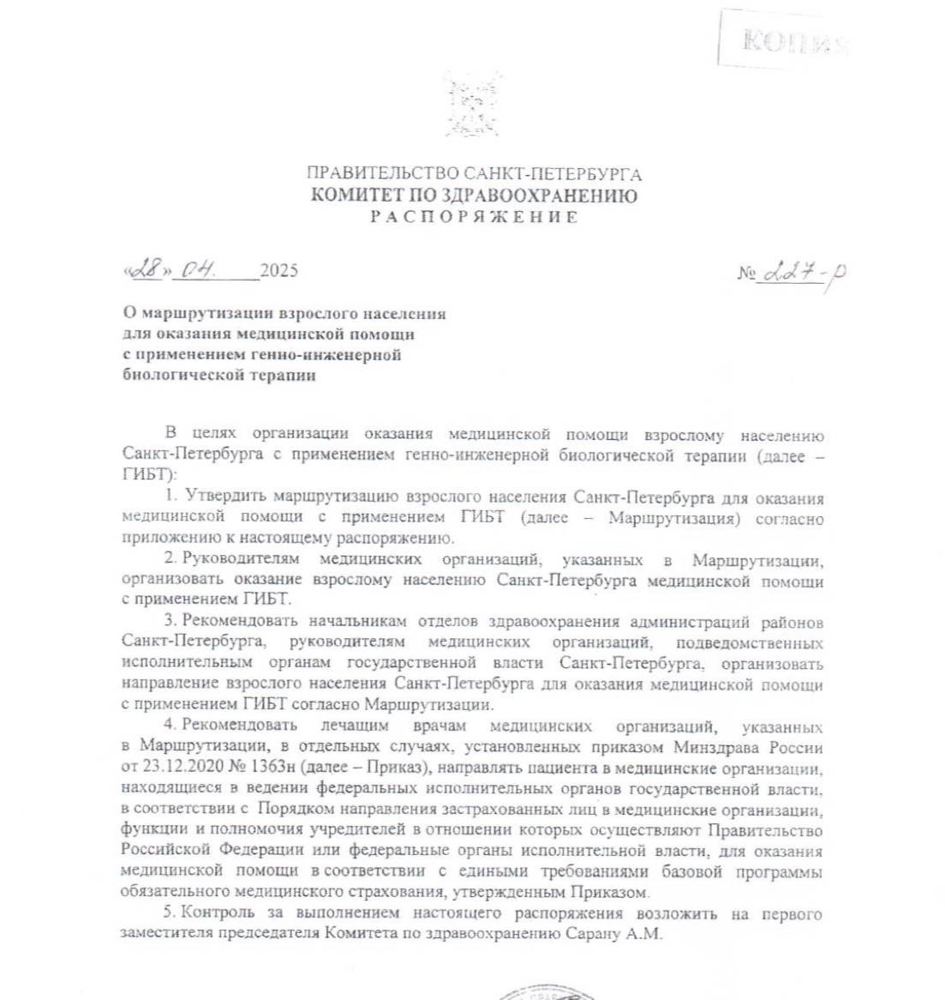 КОПИЯ
ПРАВИТЕЛЬСТВО САНКТ-ПЕТЕРБУРГА
КОМИТЕТ ПО ЗДРАВООХРАНЕНИЮ
РАСПОРЯЖЕНИЕ
«28» 04. 2025 № 227-р
О маршрутизации взрослого населения
для оказания медицинской помощи
с применением генно-инженерной
биологической терапии
В целях организации оказания медицинской помощи взрослому населению
Санкт-Петербурга с применением генно-инженерной биологической терапии (далее –
ГИБТ):
1. Утвердить маршрутизацию взрослого населения Санкт-Петербурга для оказания
медицинской помощи с применением ГИБТ (далее – Маршрутизация) согласно
приложению к настоящему распоряжению.
2. Руководителям медицинских организаций, указанных в Маршрутизации,
организовать оказание взрослому населению Санкт-Петербурга медицинской помощи
с применением ГИБТ.
3. Рекомендовать начальникам отделов здравоохранения администраций районов
Санкт-Петербурга, руководителям медицинских организаций, подведомственных
исполнительным органам государственной власти Санкт-Петербурга, организовать
направление взрослого населения Санкт-Петербурга для оказания медицинской помощи
с применением ГИБТ согласно Маршрутизации.
4. Рекомендовать лечащим врачам медицинских организаций, указанных
в Маршрутизации, в отдельных случаях, установленных приказом Минздрава России
от 23.12.2020 № 1363н (далее – Приказ), направлять пациента в медицинские организации,
находящиеся в ведении федеральных исполнительных органов государственной власти,
в соответствии с Порядком направления застрахованных лиц в медицинские организации,
функции и полномочия учредителей в отношении которых осуществляют Правительство
Российской Федерации или федеральные органы исполнительной власти, для оказания
медицинской помощи в соответствии с едиными требованиями базовой программы
обязательного медицинского страхования, утвержденным Приказом.
5. Контроль за выполнением настоящего распоряжения возложить на первого
заместителя председателя Комитета по здравоохранению Сарану А.М.